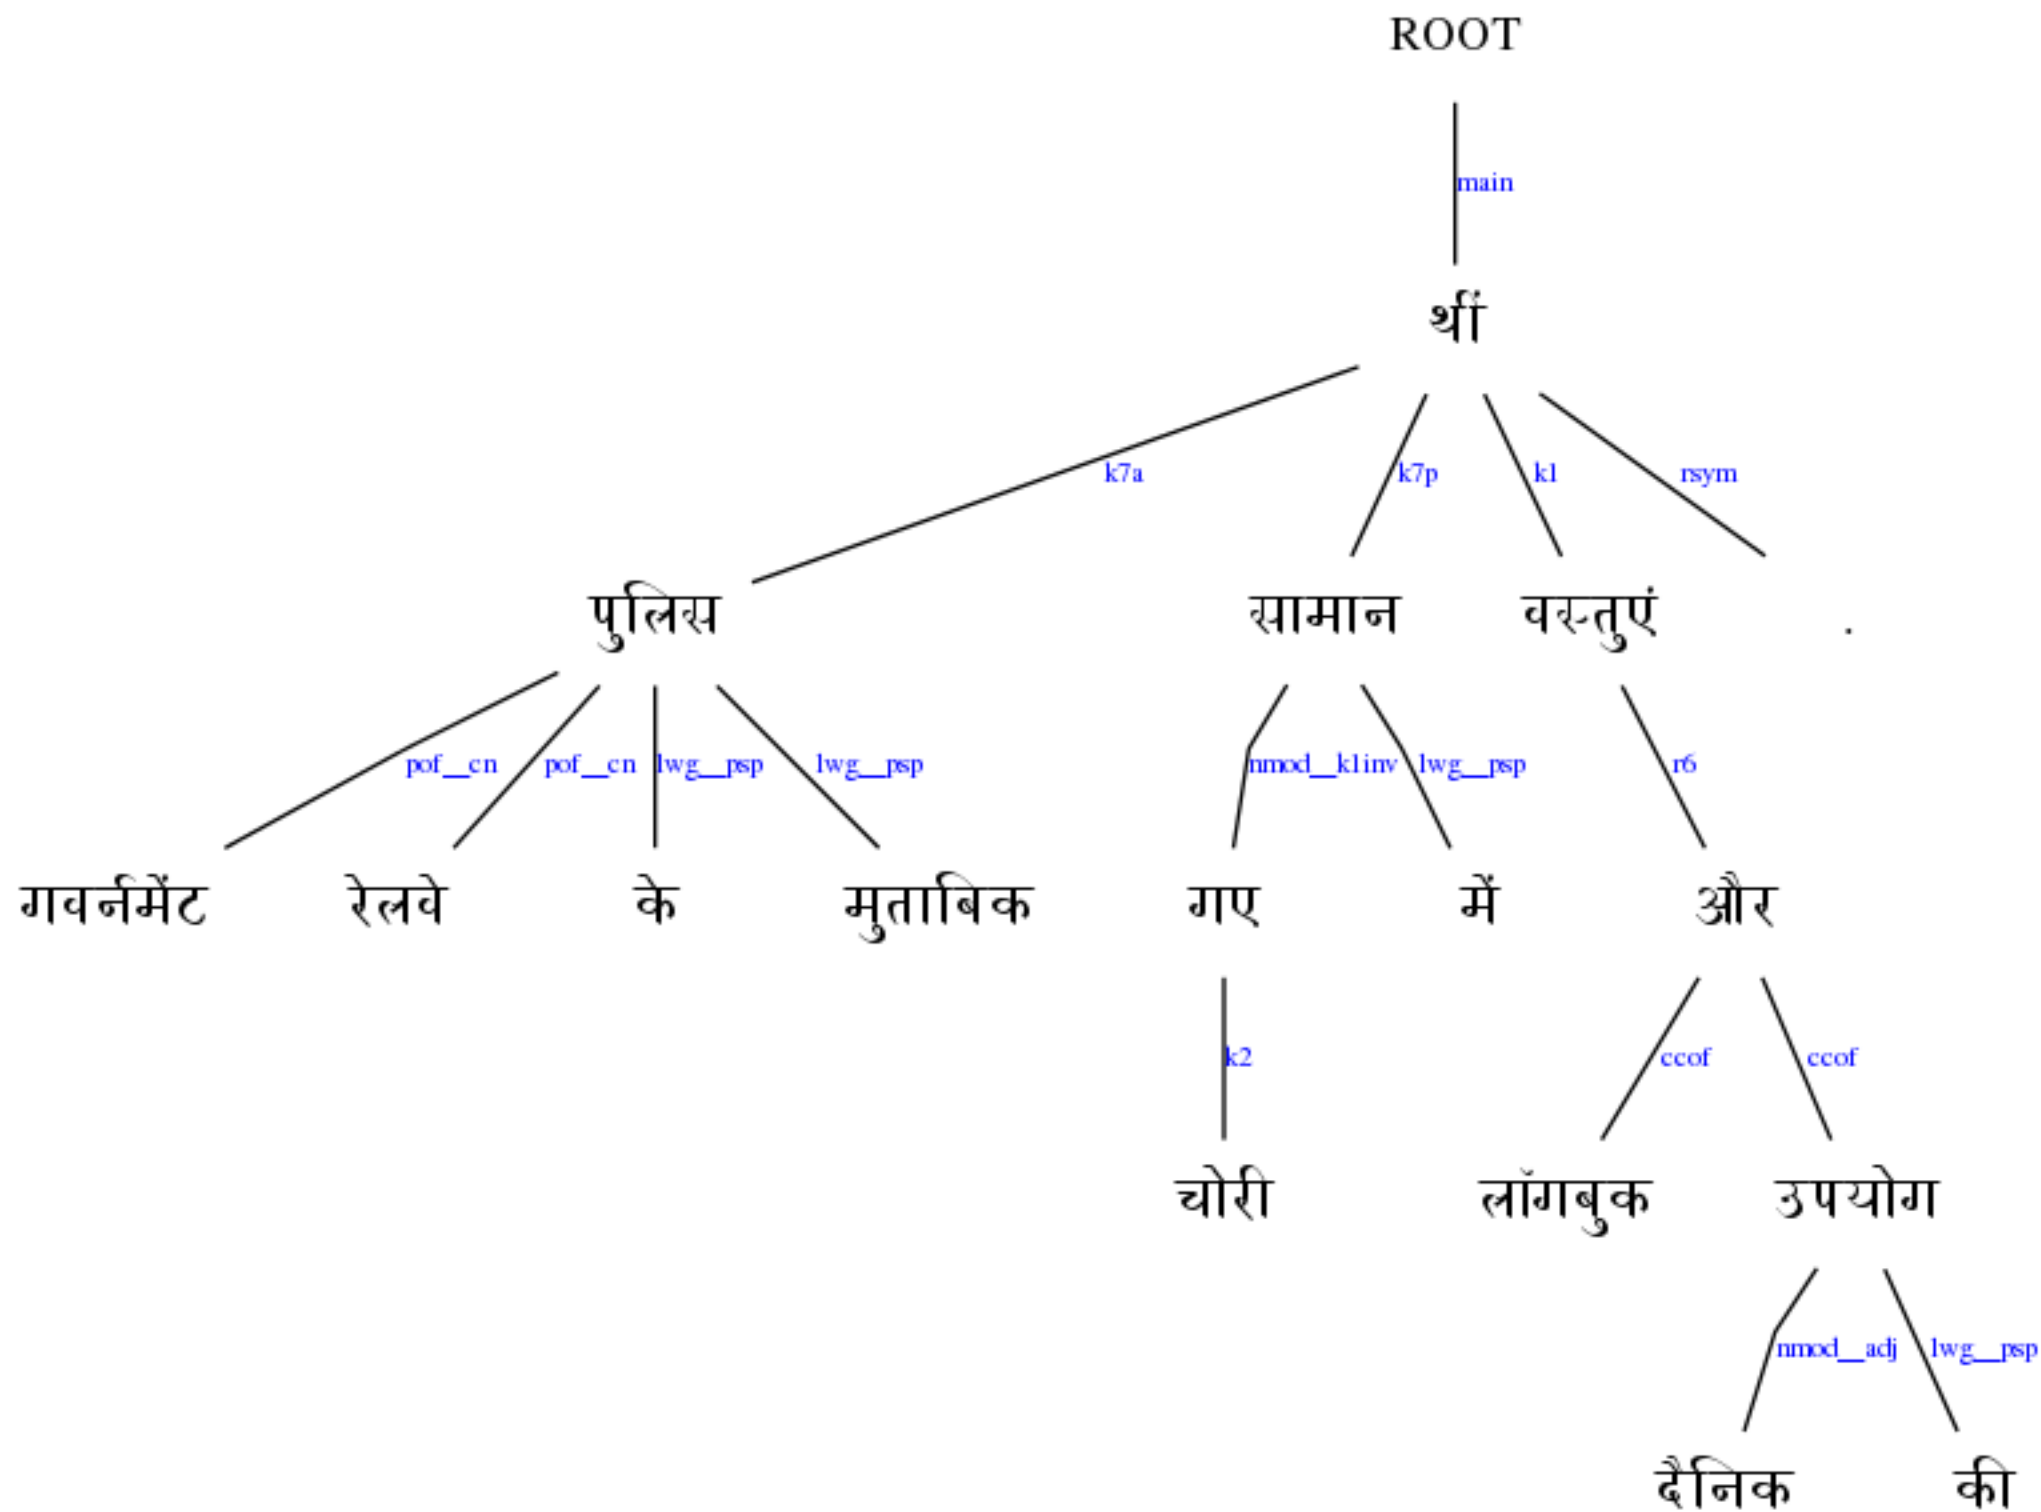 ROOT
main
थीं
k7a k7p k1 rsym
पुलिस सामान वस्तुएं .
pof__cn pof__cn lwg__psp lwg__psp nmod__k1inv lwg__psp r6
गवर्नमेंट रेलवे के मुताबिक गए में और
k2 ccof ccof
चोरी लॉगबुक उपयोग
nmod__adj lwg__psp
दैनिक की